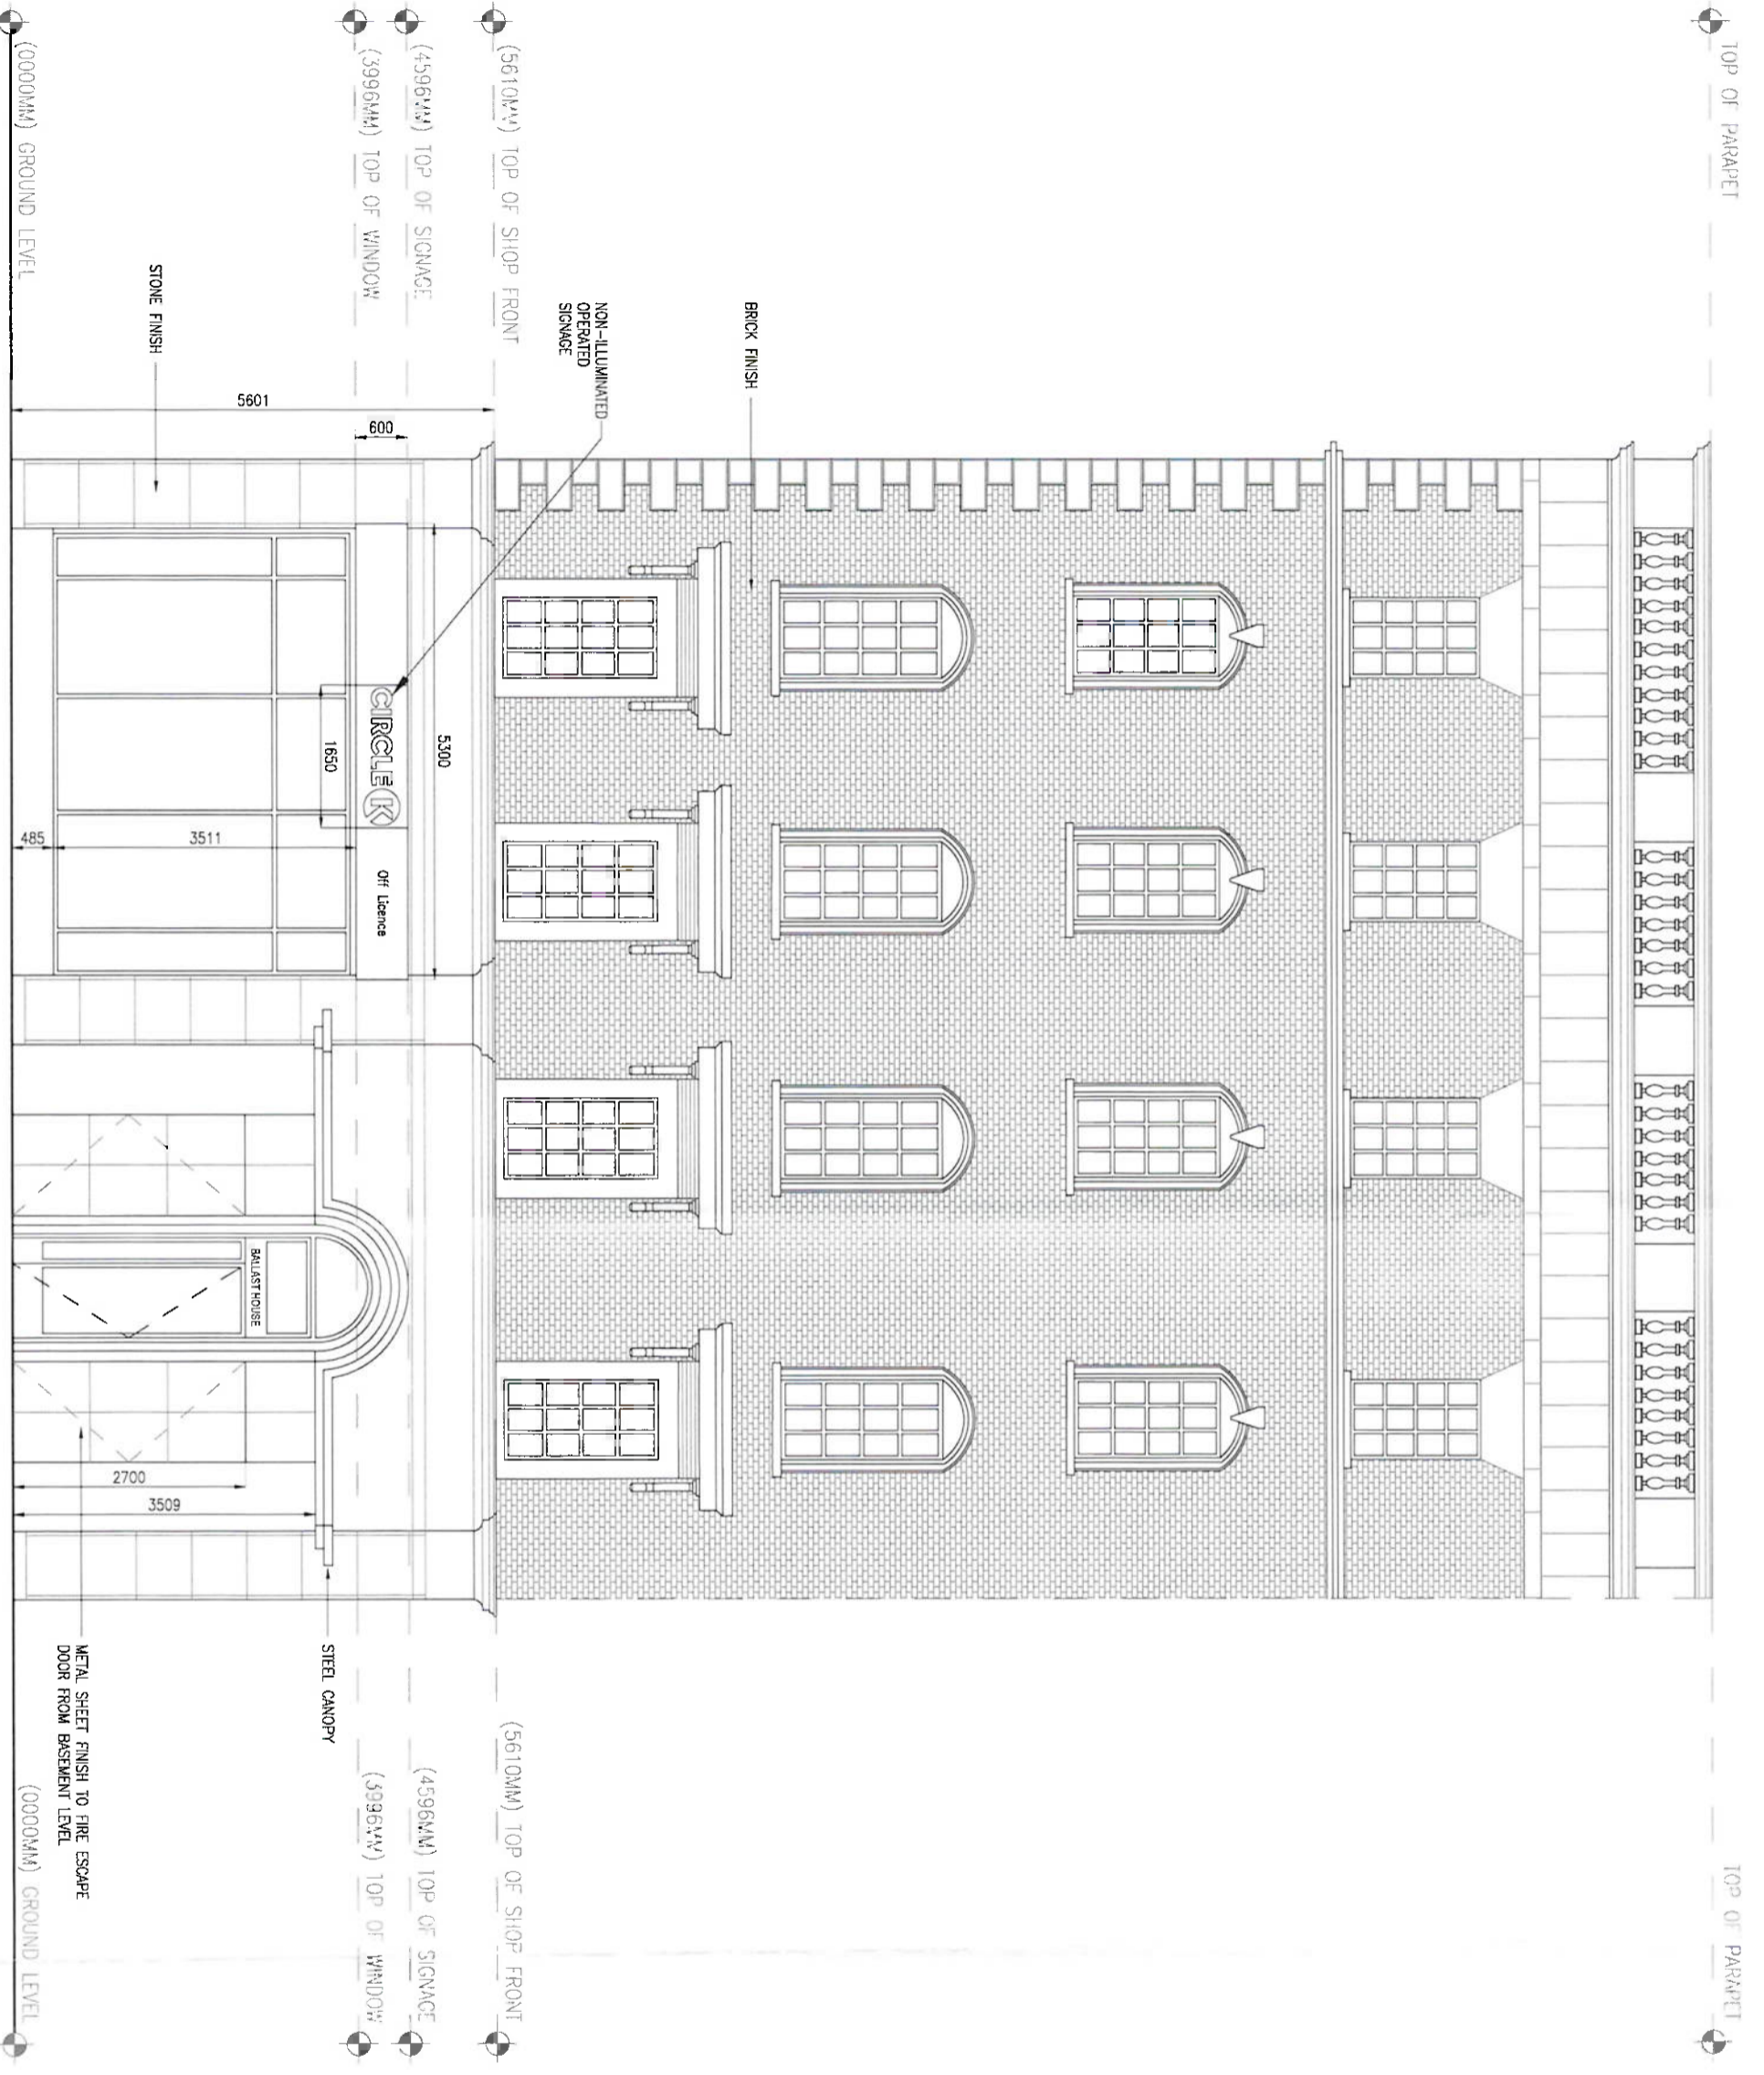 TOP OF PARAPET
TOP OF PARAPET
(5610MM) TOP OF SHOP FRONT
(5610MM) TOP OF SHOP FRONT
(4596MM) TOP OF SIGNAGE
(4596MM) TOP OF SIGNAGE
(3996MM) TOP OF WINDOW
(3996MM) TOP OF WINDOW
(0000MM) GROUND LEVEL
(0000MM) GROUND LEVEL
BRICK FINISH
NON-ILLUMINATED
OPERATED
SIGNAGE
STONE FINISH
5601
600
5300
CIRCLE K
Off Licence
1650
3511
485
BALLAST HOUSE
2700
3509
STEEL CANOPY
METAL SHEET FINISH TO FIRE ESCAPE
DOOR FROM BASEMENT LEVEL